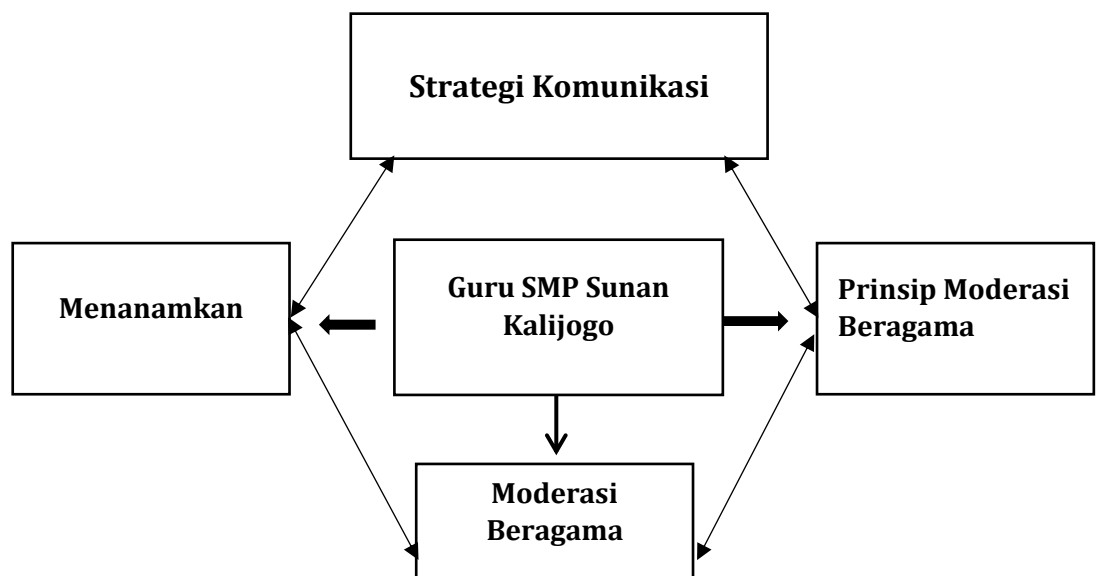 Strategi Komunikasi
Menanamkan
Guru SMP Sunan
Kalijogo
Prinsip Moderasi
Beragama
Moderasi
Beragama